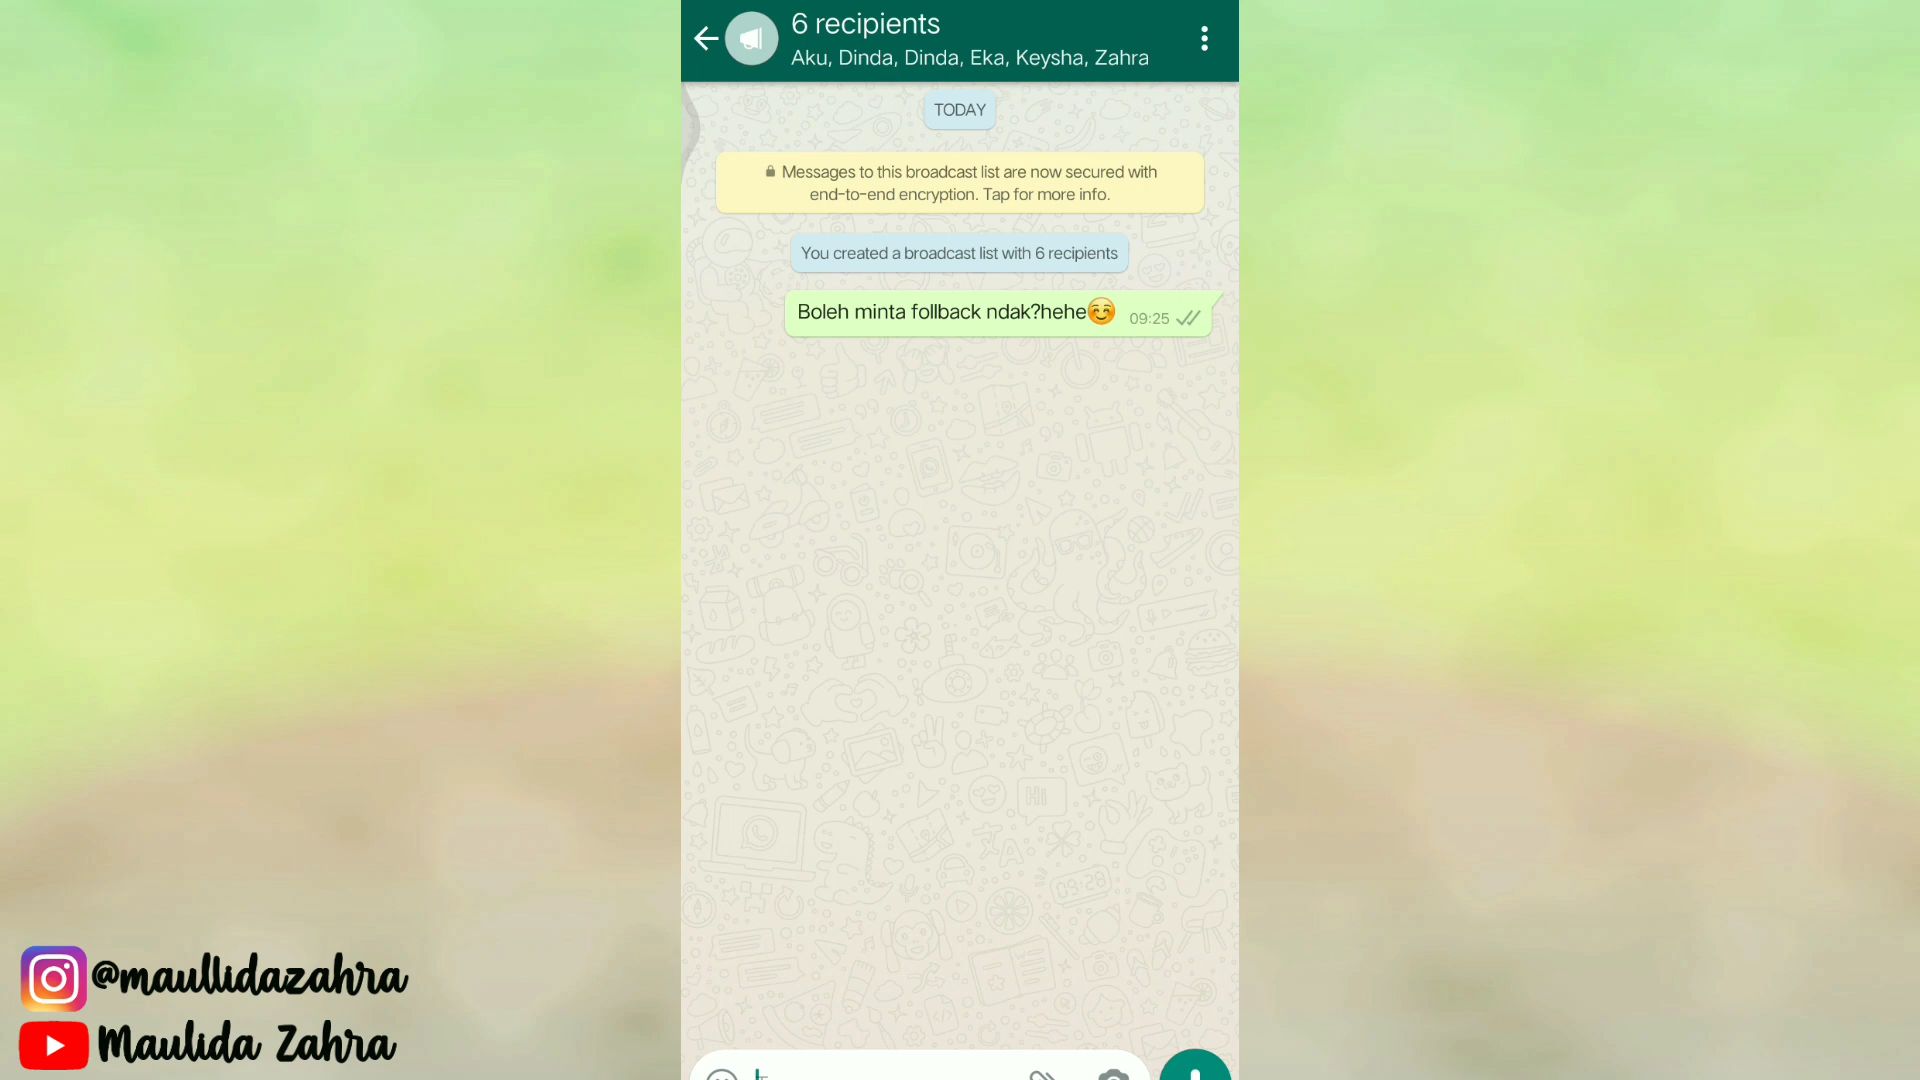 6 recipients
Aku, Dinda, Dinda, Eka, Keysha, Zahra
TODAY
Messages to this broadcast list are now secured with
end-to-end encryption. Tap for more info.
You created a broadcast list with 6 recipients
Boleh minta follback ndak?hehe☺️ 09:25
@maullidazahra
Maulida Zahra